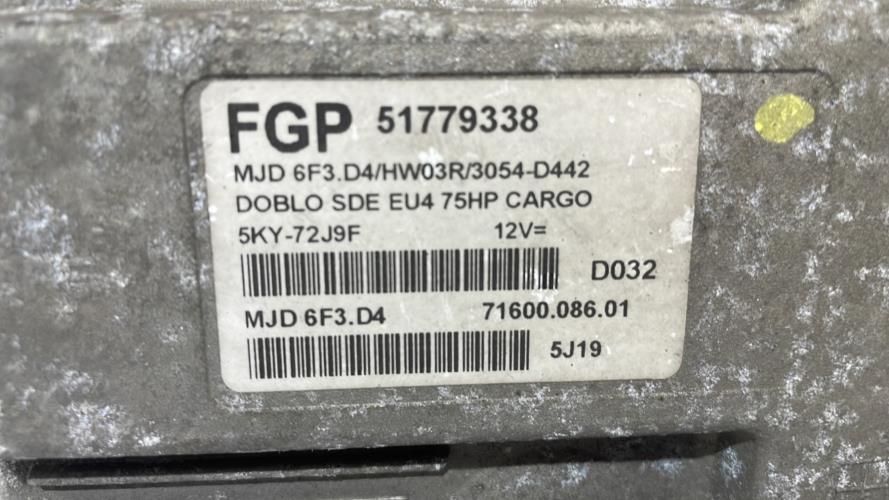 FGP 51779338
MJD 6F3.D4/HW03R/3054-D442
DOBLO SDE EU4 75HP CARGO
5KY-72J9F 12V=
D032
MJD 6F3.D4 71600.086.01
5J19